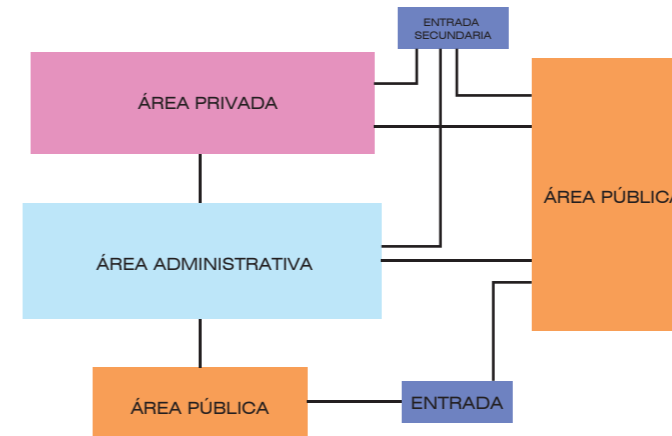 ENTRADA
SECUNDARIA
ÁREA PRIVADA
ÁREA PÚBLICA
ÁREA ADMINISTRATIVA
ÁREA PÚBLICA
ENTRADA